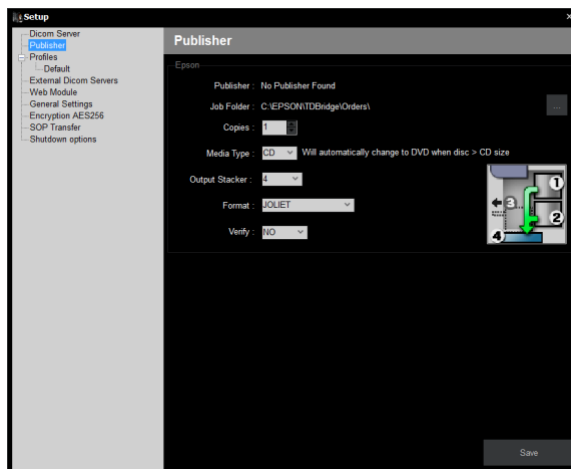 Setup
Dicom Server
Publisher
Profiles
Default
External Dicom Servers
Web Module
General Settings
Encryption AES256
SOP Transfer
Shutdown options
Publisher
Epson
Publisher : No Publisher Found
Job Folder : C:\EPSON\TDBridge\Orders\
...
Copies : 1
Media Type : CD Will automatically change to DVD when disc > CD size
Output Stacker : 4
Format : JOLIET
Verify : NO
1
3
2
4
Save